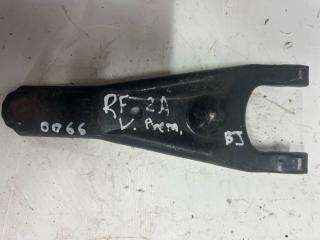 RF 2A
V. Prem.
0066
BJ